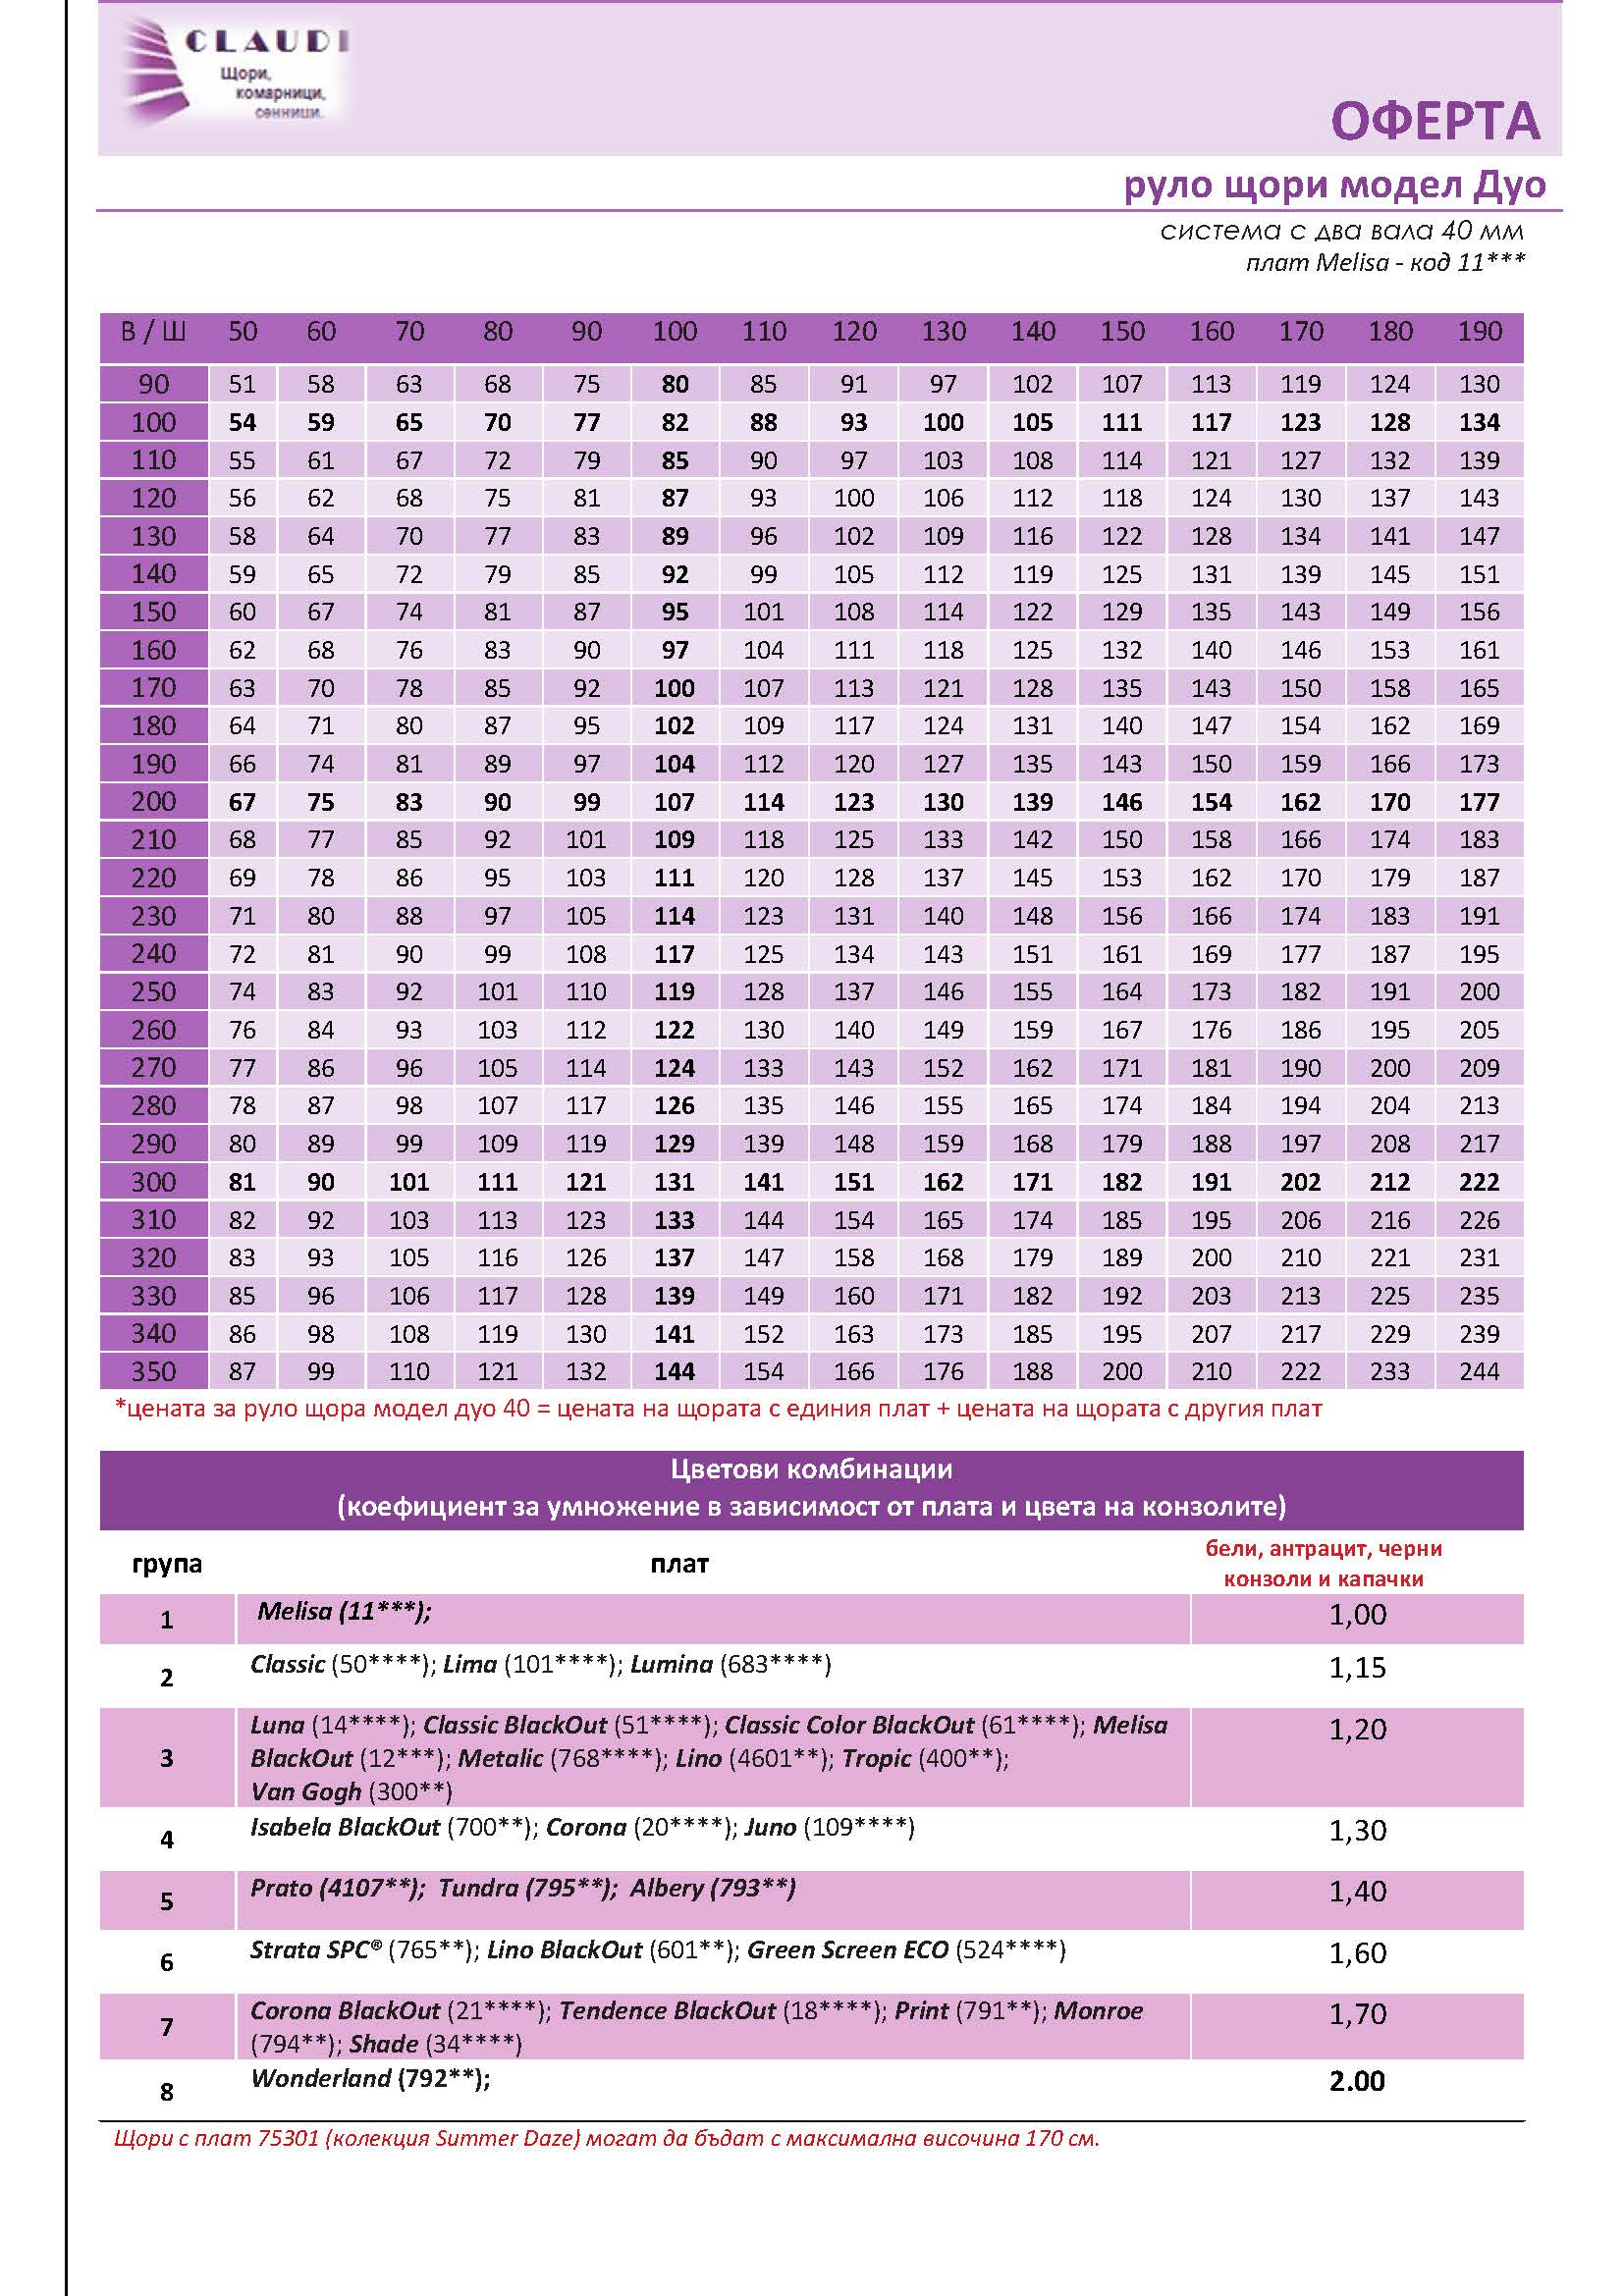 CLAUDI
Щори,
комарници,
сенници.
ОФЕРТА
руло щори модел Дуо
система с два вала 40 мм
плат Melisa - код 11***
В / Ш 50 60 70 80 90 100 110 120 130 140 150 160 170 180 190
90 51 58 63 68 75 80 85 91 97 102 107 113 119 124 130
100 54 59 65 70 77 82 88 93 100 105 111 117 123 128 134
110 55 61 67 72 79 85 90 97 103 108 114 121 127 132 139
120 56 62 68 75 81 87 93 100 106 112 118 124 130 137 143
130 58 64 70 77 83 89 96 102 109 116 122 128 134 141 147
140 59 65 72 79 85 92 99 105 112 119 125 131 139 145 151
150 60 67 74 81 87 95 101 108 114 122 129 135 143 149 156
160 62 68 76 83 90 97 104 111 118 125 132 140 146 153 161
170 63 70 78 85 92 100 107 113 121 128 135 143 150 158 165
180 64 71 80 87 95 102 109 117 124 131 140 147 154 162 169
190 66 74 81 89 97 104 112 120 127 135 143 150 159 166 173
200 67 75 83 90 99 107 114 123 130 139 146 154 162 170 177
210 68 77 85 92 101 109 118 125 133 142 150 158 166 174 183
220 69 78 86 95 103 111 120 128 137 145 153 162 170 179 187
230 71 80 88 97 105 114 123 131 140 148 156 166 174 183 191
240 72 81 90 99 108 117 125 134 143 151 161 169 177 187 195
250 74 83 92 101 110 119 128 137 146 155 164 173 182 191 200
260 76 84 93 103 112 122 130 140 149 159 167 176 186 195 205
270 77 86 96 105 114 124 133 143 152 162 171 181 190 200 209
280 78 87 98 107 117 126 135 146 155 165 174 184 194 204 213
290 80 89 99 109 119 129 139 148 159 168 179 188 197 208 217
300 81 90 101 111 121 131 141 151 162 171 182 191 202 212 222
310 82 92 103 113 123 133 144 154 165 174 185 195 206 216 226
320 83 93 105 116 126 137 147 158 168 179 189 200 210 221 231
330 85 96 106 117 128 139 149 160 171 182 192 203 213 225 235
340 86 98 108 119 130 141 152 163 173 185 195 207 217 229 239
350 87 99 110 121 132 144 154 166 176 188 200 210 222 233 244
*цената за руло щора модел дуо 40 = цената на щората с единия плат + цената на щората с другия плат
Цветови комбинации
(коефициент за умножение в зависимост от плата и цвета на конзолите)
група плат бели, антрацит, черни
конзоли и капачки
1 Melisa (11***); 1,00
2 Classic (50****); Lima (101****); Lumina (683****) 1,15
Luna (14****); Classic BlackOut (51****); Classic Color BlackOut (61****); Melisa 1,20
3 BlackOut (12***); Metalic (768****); Lino (4601**); Tropic (400**);
Van Gogh (300**)
4 Isabela BlackOut (700**); Corona (20****); Juno (109****) 1,30
5 Prato (4107**); Tundra (795**); Albery (793**) 1,40
6 Strata SPC® (765**); Lino BlackOut (601**); Green Screen ECO (524****) 1,60
7 Corona BlackOut (21****); Tendence BlackOut (18****); Print (791**); Monroe 1,70
(794**); Shade (34****)
8 Wonderland (792**); 2.00
Щори с плат 75301 (колекция Summer Daze) могат да бъдат с максимална височина 170 см.